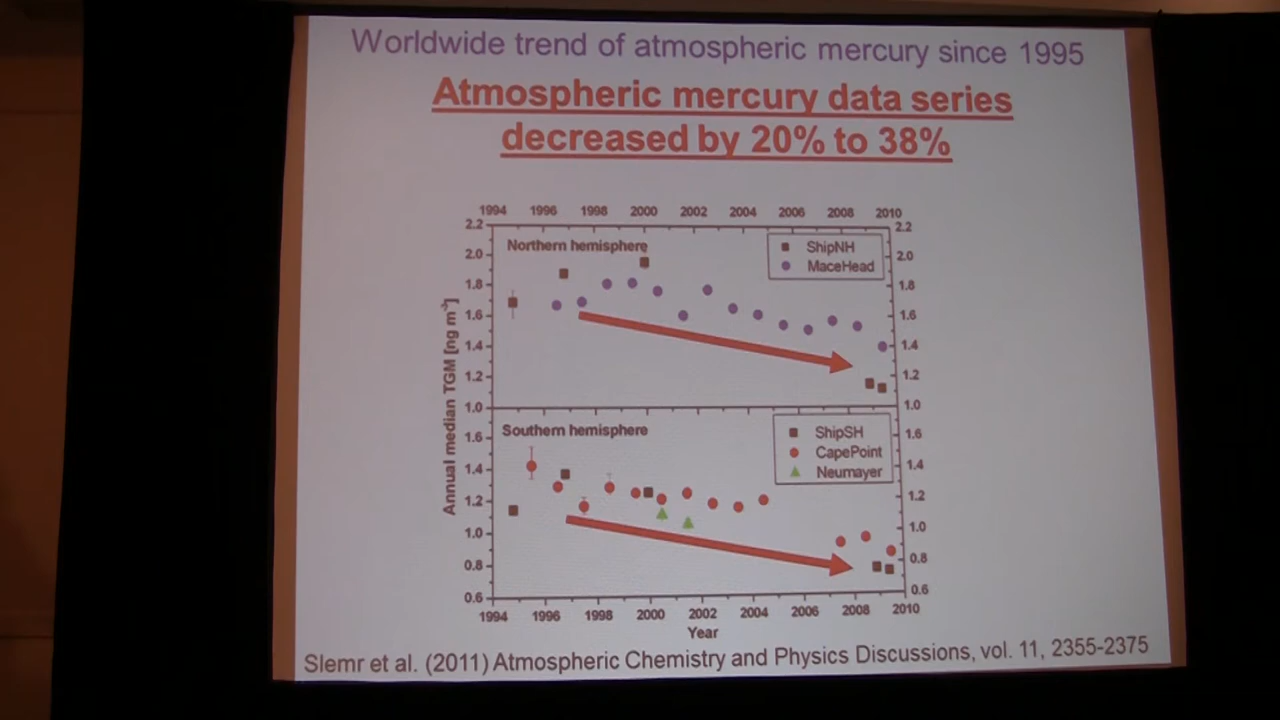 Worldwide trend of atmospheric mercury since 1995
Atmospheric mercury data series
decreased by 20% to 38%
1994 1996 1998 2000 2002 2004 2006 2008 2010
2.2 2.2
Northern hemisphere
ShipNH
2.0 2.0
MaceHead
1.8 1.8
1.6 1.6
1.4 1.4
1.2 1.2
1.0 1.0
Annual median TGM [ng m⁻³]
Southern hemisphere
ShipSH
1.6 1.6
CapePoint
1.4 1.4
Neumayer
1.2 1.2
1.0 1.0
0.8 0.8
0.6 0.6
1994 1996 1998 2000 2002 2004 2006 2008 2010
Year
Slemr et al. (2011) Atmospheric Chemistry and Physics Discussions, vol. 11, 2355-2375